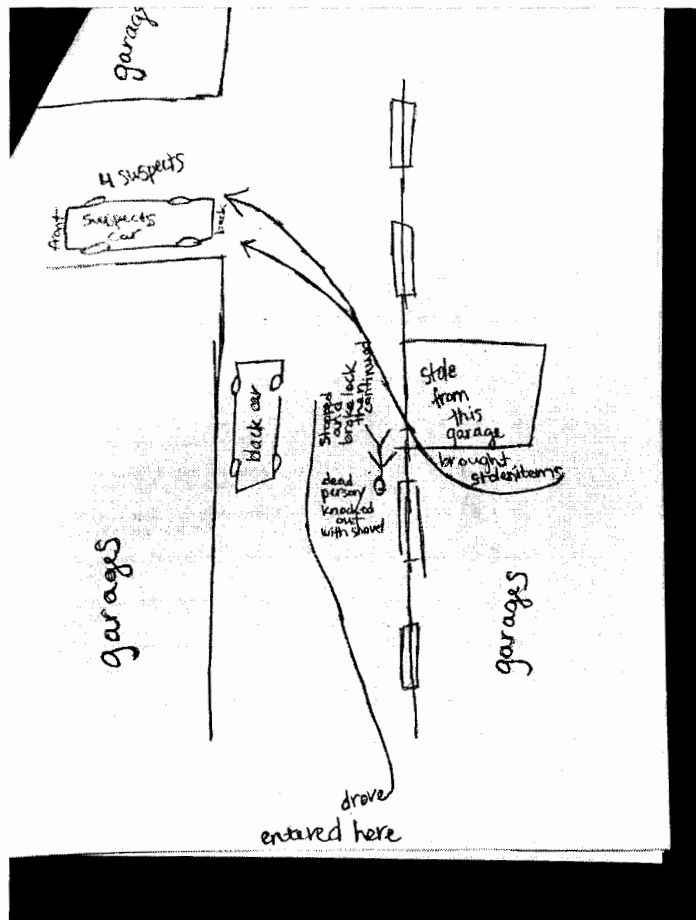 garage
4 suspects
front
suspects
car
back
black car
stopped
and
broke lock
then
continued
stole
from
this
garage
brought
stolen items
dead
person/
knocked
out
with shovel
garages
garages
drove
entered here